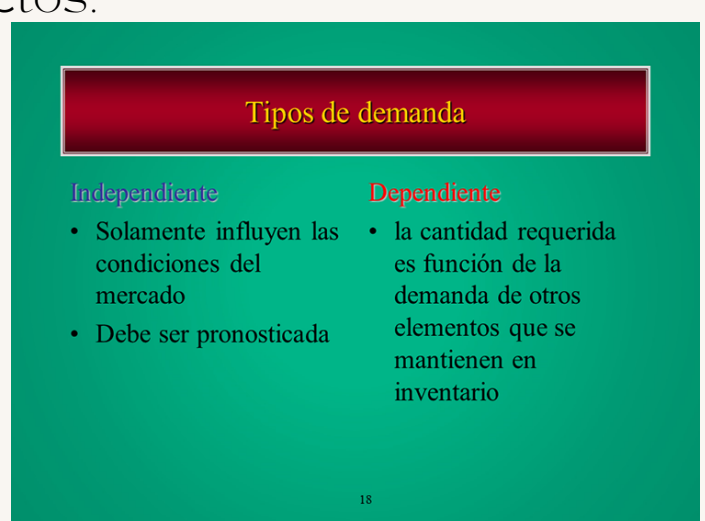 ctos.
Tipos de demanda
Independiente
• Solamente influyen las
condiciones del
mercado
• Debe ser pronosticada
Dependiente
• la cantidad requerida
es función de la
demanda de otros
elementos que se
mantienen en
inventario
18